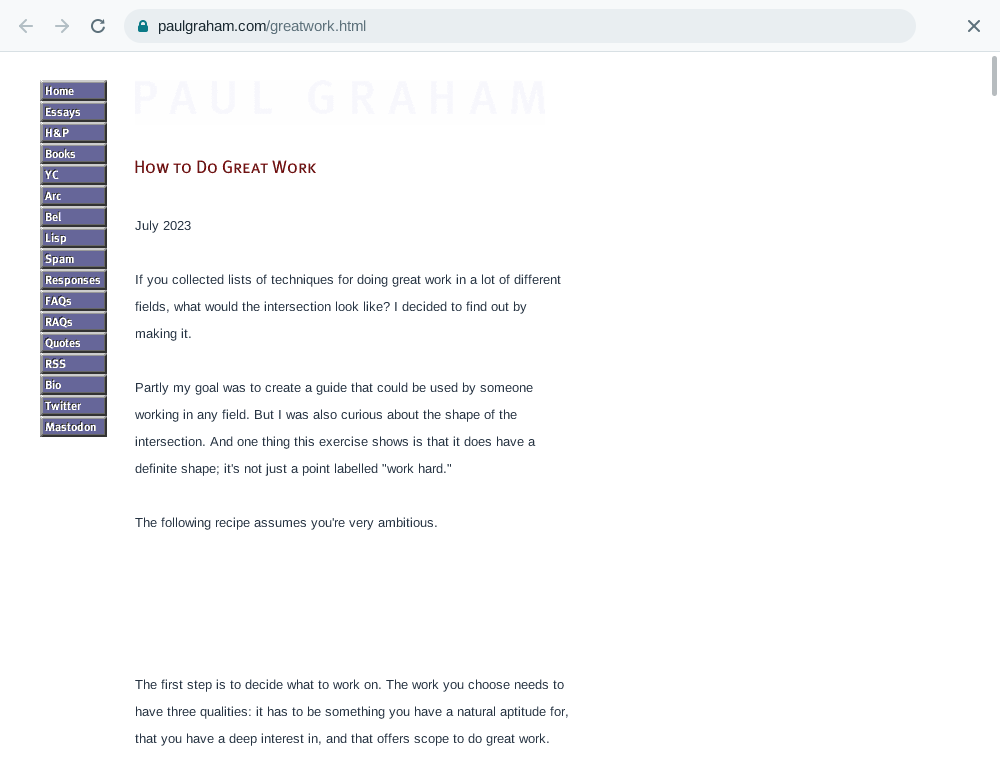 paulgraham.com/greatwork.html
PAUL GRAHAM
Home
Essays
H&P
Books
YC
Arc
Bel
Lisp
Spam
Responses
FAQs
RAQs
Quotes
RSS
Bio
Twitter
Mastodon
How to Do Great Work
July 2023
If you collected lists of techniques for doing great work in a lot of different
fields, what would the intersection look like? I decided to find out by
making it.
Partly my goal was to create a guide that could be used by someone
working in any field. But I was also curious about the shape of the
intersection. And one thing this exercise shows is that it does have a
definite shape; it's not just a point labelled "work hard."
The following recipe assumes you're very ambitious.
The first step is to decide what to work on. The work you choose needs to
have three qualities: it has to be something you have a natural aptitude for,
that you have a deep interest in, and that offers scope to do great work.